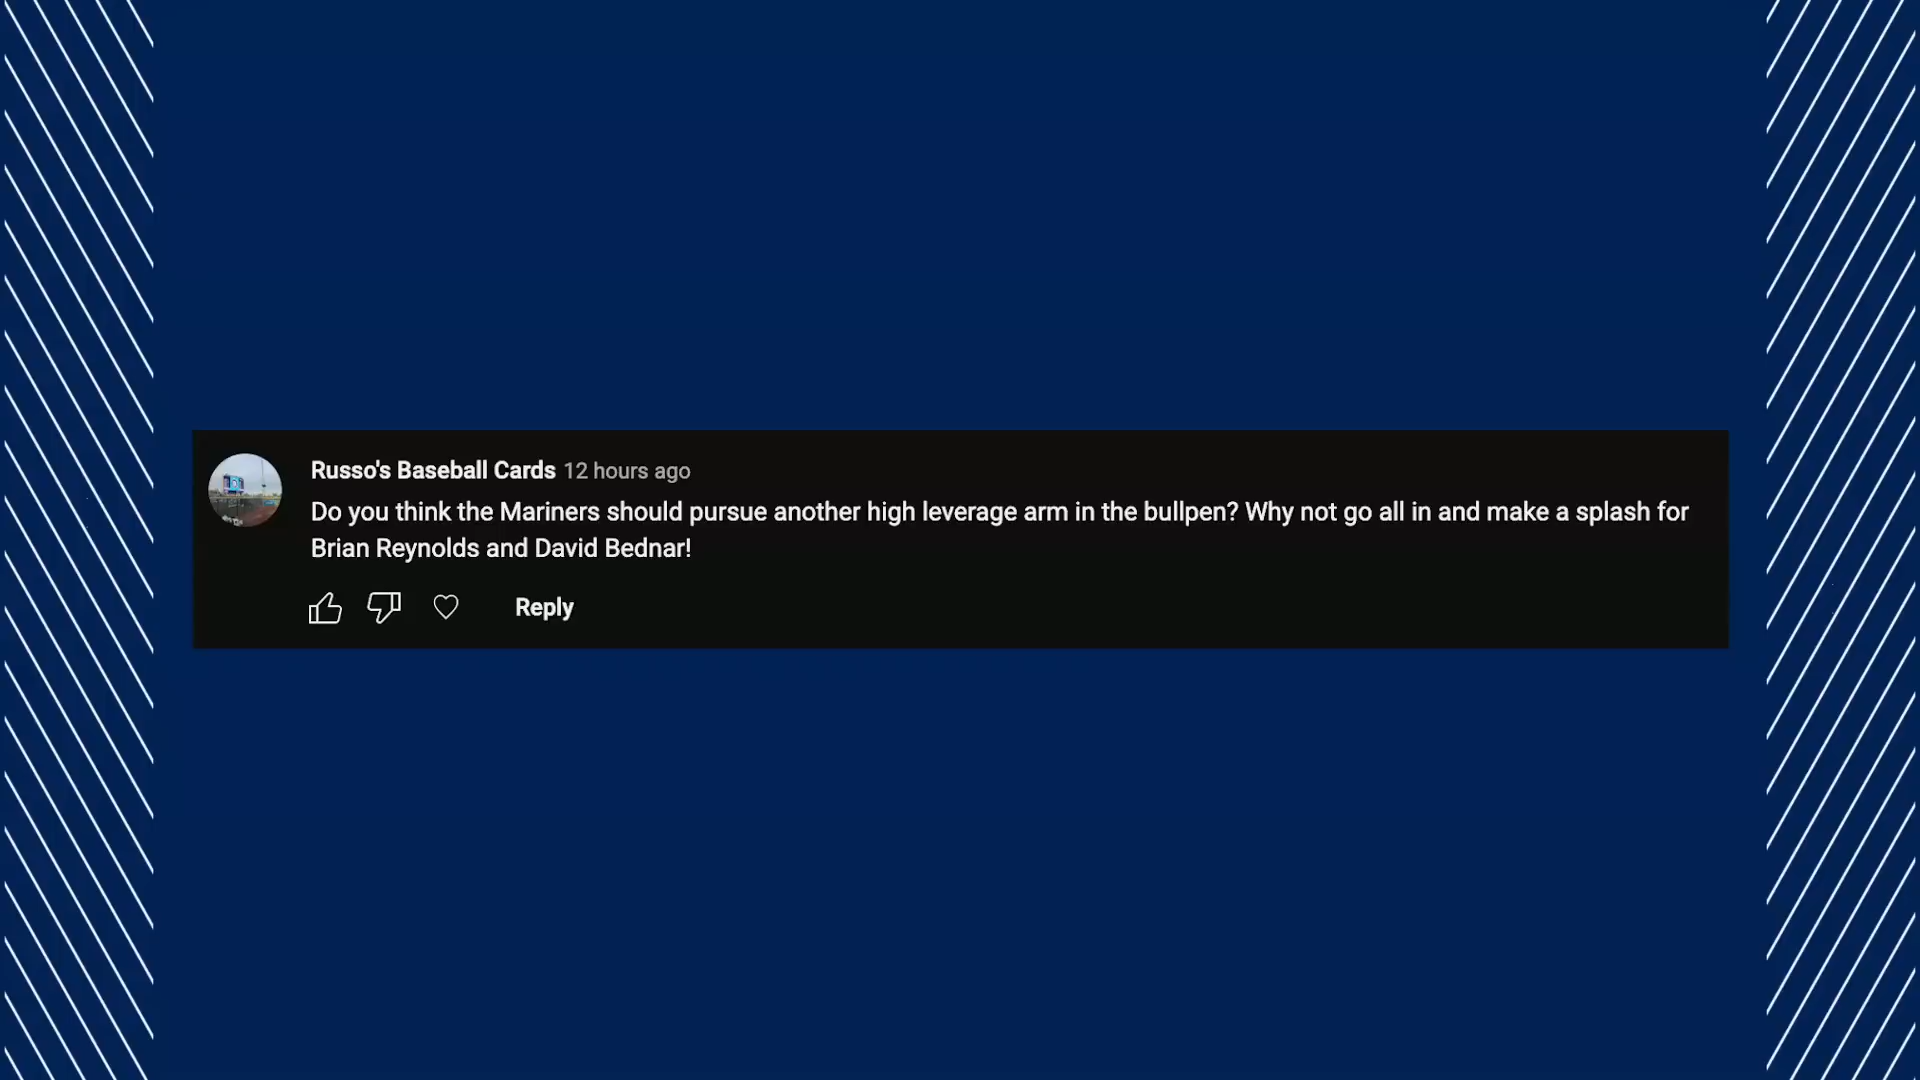 Russo's Baseball Cards 12 hours ago
Do you think the Mariners should pursue another high leverage arm in the bullpen? Why not go all in and make a splash for
Brian Reynolds and David Bednar!
Reply